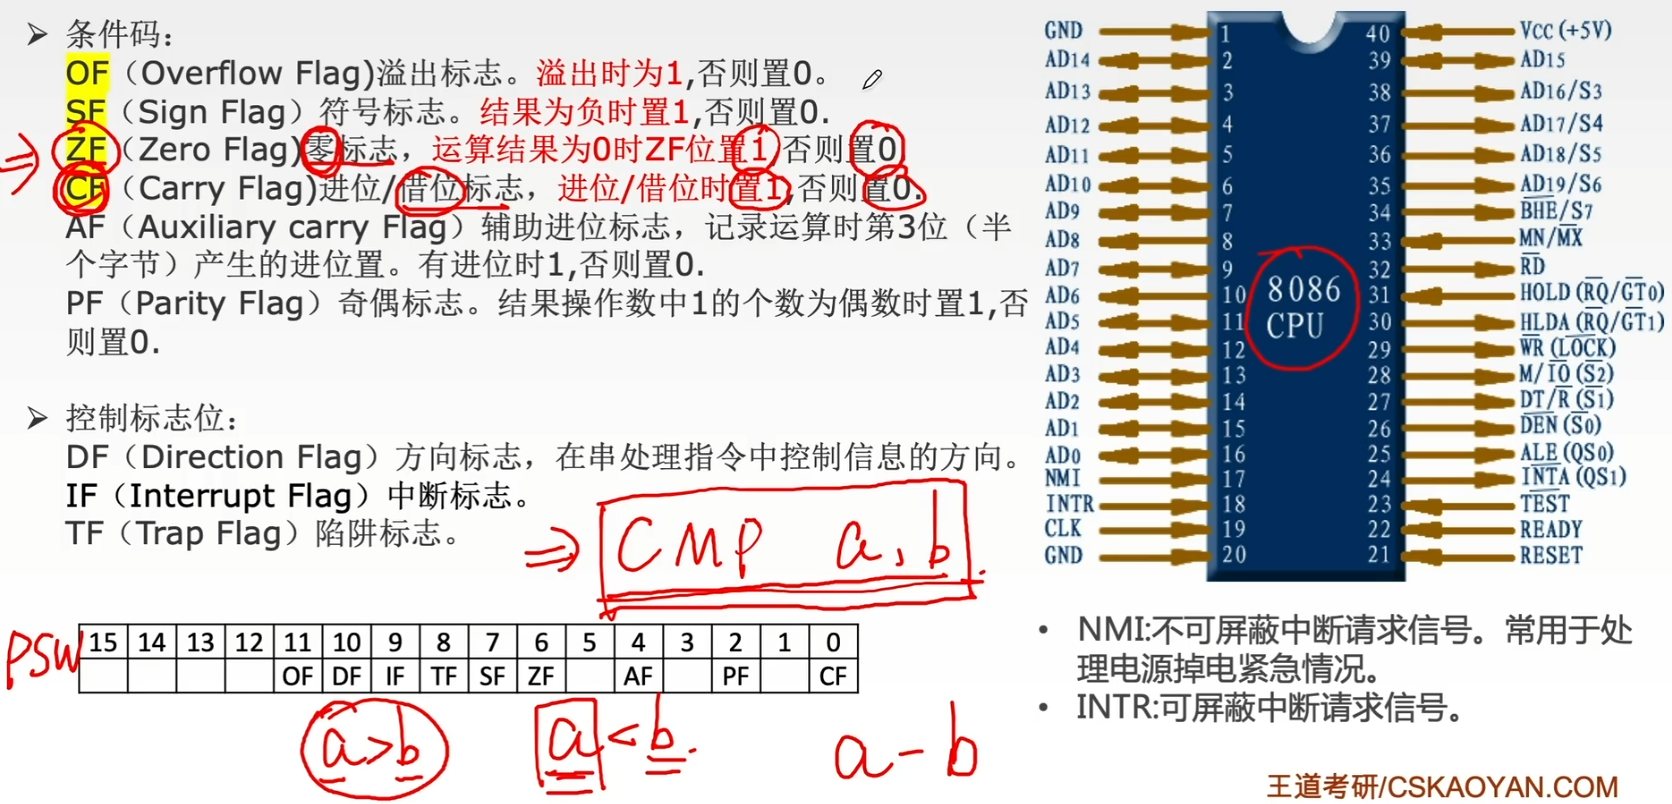 ➢ 条件码：
OF（Overflow Flag)溢出标志。溢出时为1,否则置0。
SF（Sign Flag）符号标志。结果为负时置1,否则置0.
ZF（Zero Flag)零标志，运算结果为0时ZF位置1,否则置0
CF（Carry Flag)进位/借位标志，进位/借位时置1,否则置0.
AF（Auxiliary carry Flag）辅助进位标志，记录运算时第3位（半
个字节）产生的进位置。有进位时1,否则置0.
PF（Parity Flag）奇偶标志。结果操作数中1的个数为偶数时置1,否
则置0.
➢ 控制标志位：
DF（Direction Flag）方向标志，在串处理指令中控制信息的方向。
IF（Interrupt Flag）中断标志。
TF（Trap Flag）陷阱标志。
⇒ CMP a, b
PSW 15 14 13 12 11 10 9 8 7 6 5 4 3 2 1 0
OF DF IF TF SF ZF AF PF CF
a>b a<b. a-b
8086
CPU
GND 1 40 Vcc (+5V)
AD14 2 39 AD15
AD13 3 38 AD16/S3
AD12 4 37 AD17/S4
AD11 5 36 AD18/S5
AD10 6 35 AD19/S6
AD9 7 34 B̅H̅E̅/S7
AD8 8 33 MN/M̅X̅
AD7 9 32 R̅D̅
AD6 10 31 HOLD (R̅Q̅/G̅T̅0)
AD5 11 30 HLDA (R̅Q̅/G̅T̅1)
AD4 12 29 W̅R̅ (L̅O̅C̅K̅)
AD3 13 28 M/I̅O̅ (S̅2)
AD2 14 27 DT/R̅ (S̅1)
AD1 15 26 D̅E̅N̅ (S̅0)
AD0 16 25 ALE (QS0)
NMI 17 24 I̅N̅T̅A̅ (QS1)
INTR 18 23 T̅E̅S̅T̅
CLK 19 22 READY
GND 20 21 RESET
• NMI:不可屏蔽中断请求信号。常用于处
理电源掉电紧急情况。
• INTR:可屏蔽中断请求信号。
王道考研/CSKAOYAN.COM